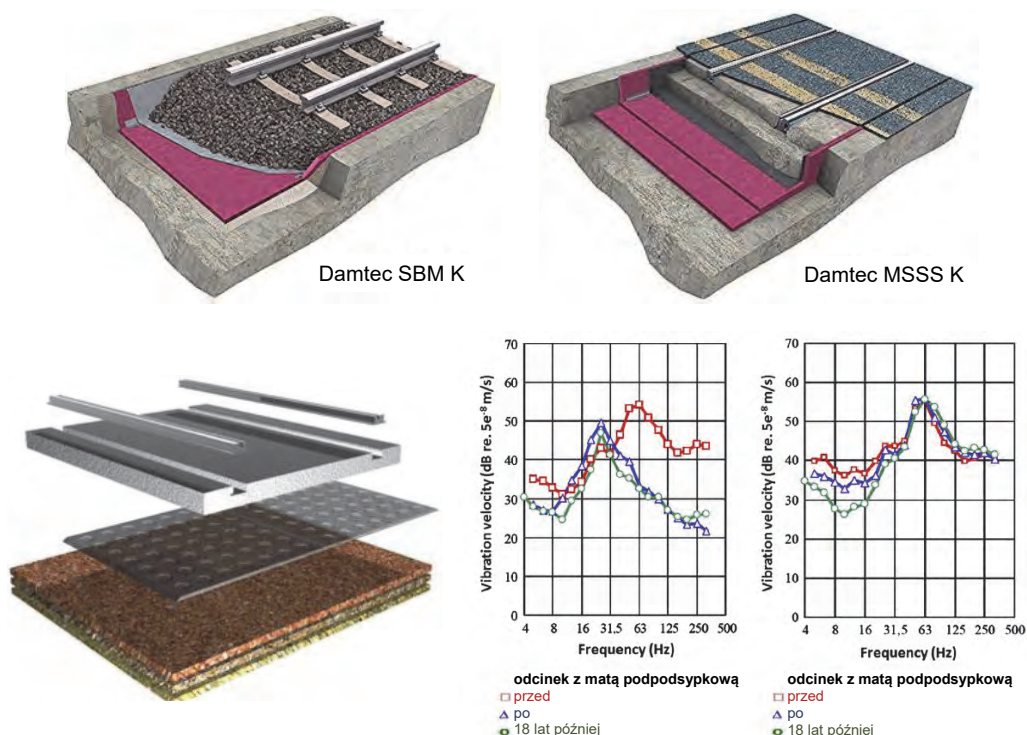 Damtec SBM K
Damtec MSSS K
Vibration velocity (dB re. 5e⁻⁸ m/s)
70
60
50
40
30
20
10
0
4 8 16 31,5 63 125 250 500
Frequency (Hz)
odcinek z matą podpodsypkową
przed
po
18 lat później
Vibration velocity (dB re. 5e⁻⁸ m/s)
70
60
50
40
30
20
10
0
4 8 16 31,5 63 125 250 500
Frequency (Hz)
odcinek z matą podpodsypkową
przed
po
18 lat później